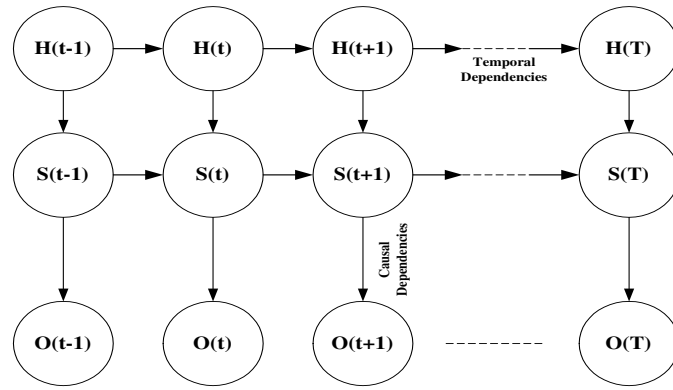 H(t-1) H(t) H(t+1) H(T)
Temporal
Dependencies
S(t-1) S(t) S(t+1) S(T)
Causal
Dependencies
O(t-1) O(t) O(t+1) O(T)